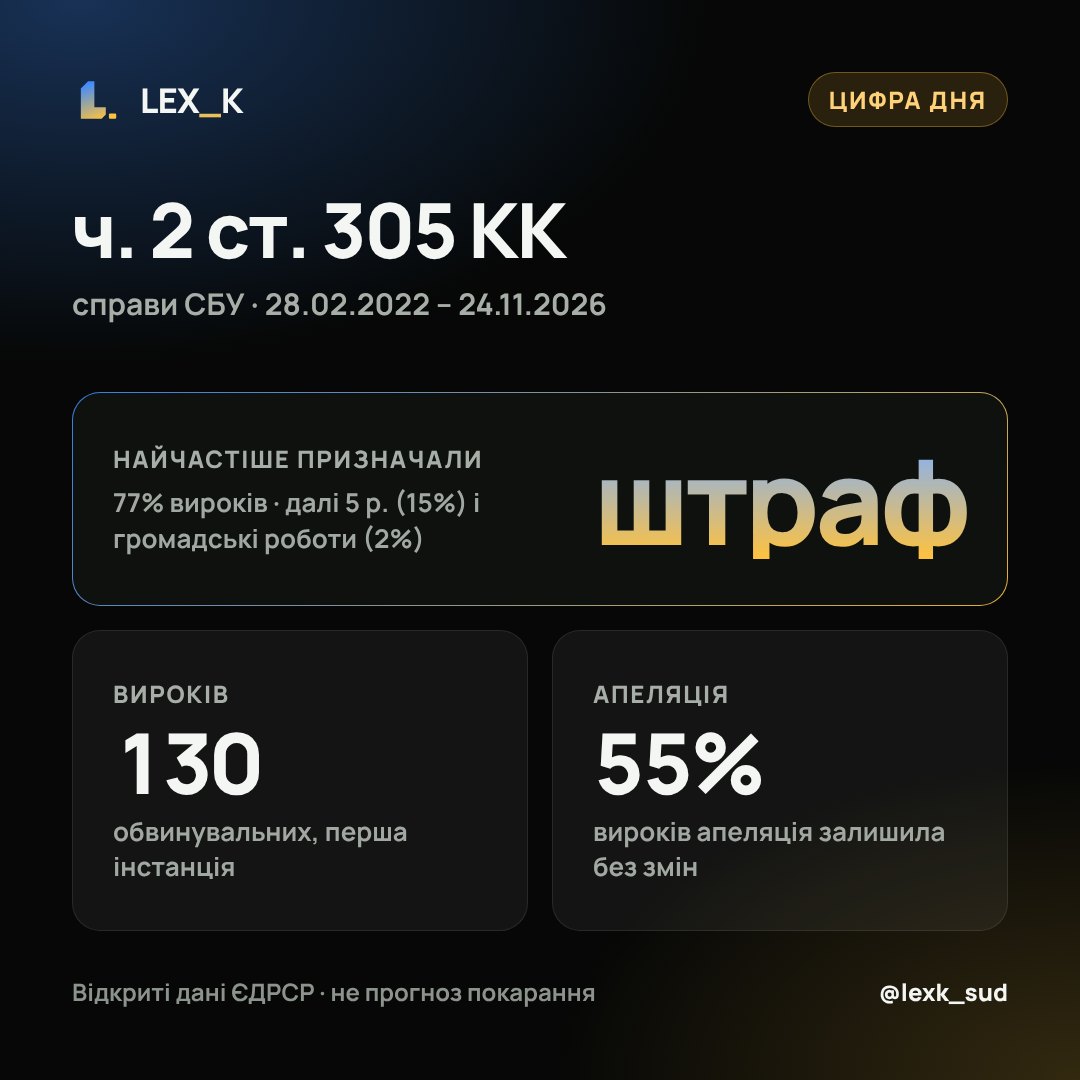 LEX_K
ЦИФРА ДНЯ
ч. 2 ст. 305 КК
справи СБУ · 28.02.2022 – 24.11.2026
НАЙЧАСТІШЕ ПРИЗНАЧАЛИ
77% вироків · далі 5 р. (15%) і
громадські роботи (2%)
штраф
ВИРОКІВ
130
обвинувальних, перша
інстанція
АПЕЛЯЦІЯ
55%
вироків апеляція залишила
без змін
Відкриті дані ЄДРСР · не прогноз покарання
@lexk_sud